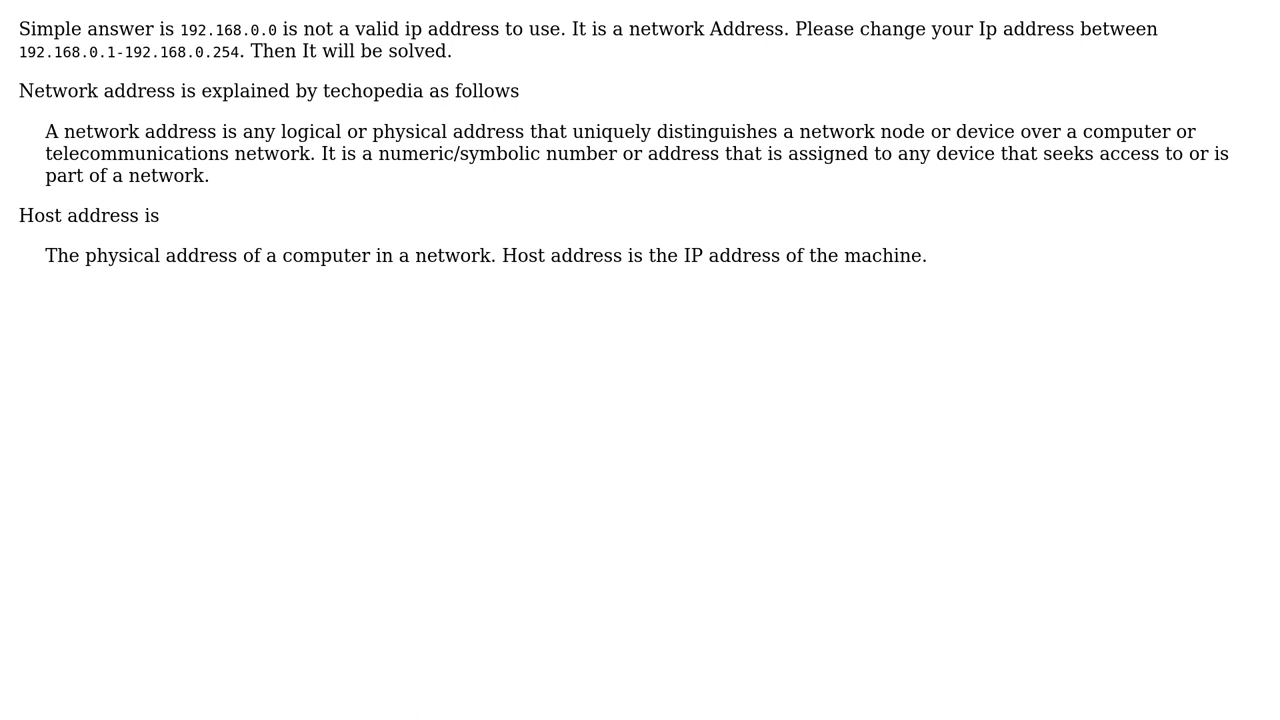 Simple answer is 192.168.0.0 is not a valid ip address to use. It is a network Address. Please change your Ip address between
192.168.0.1-192.168.0.254. Then It will be solved.
Network address is explained by techopedia as follows
A network address is any logical or physical address that uniquely distinguishes a network node or device over a computer or
telecommunications network. It is a numeric/symbolic number or address that is assigned to any device that seeks access to or is
part of a network.
Host address is
The physical address of a computer in a network. Host address is the IP address of the machine.